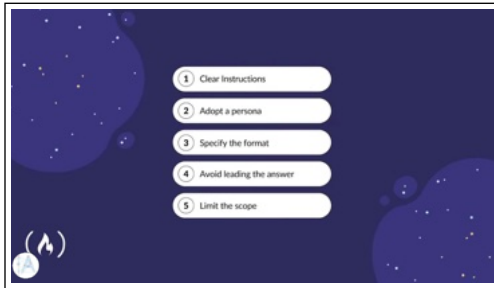 1 Clear Instructions
2 Adopt a persona
3 Specify the format
4 Avoid leading the answer
5 Limit the scope